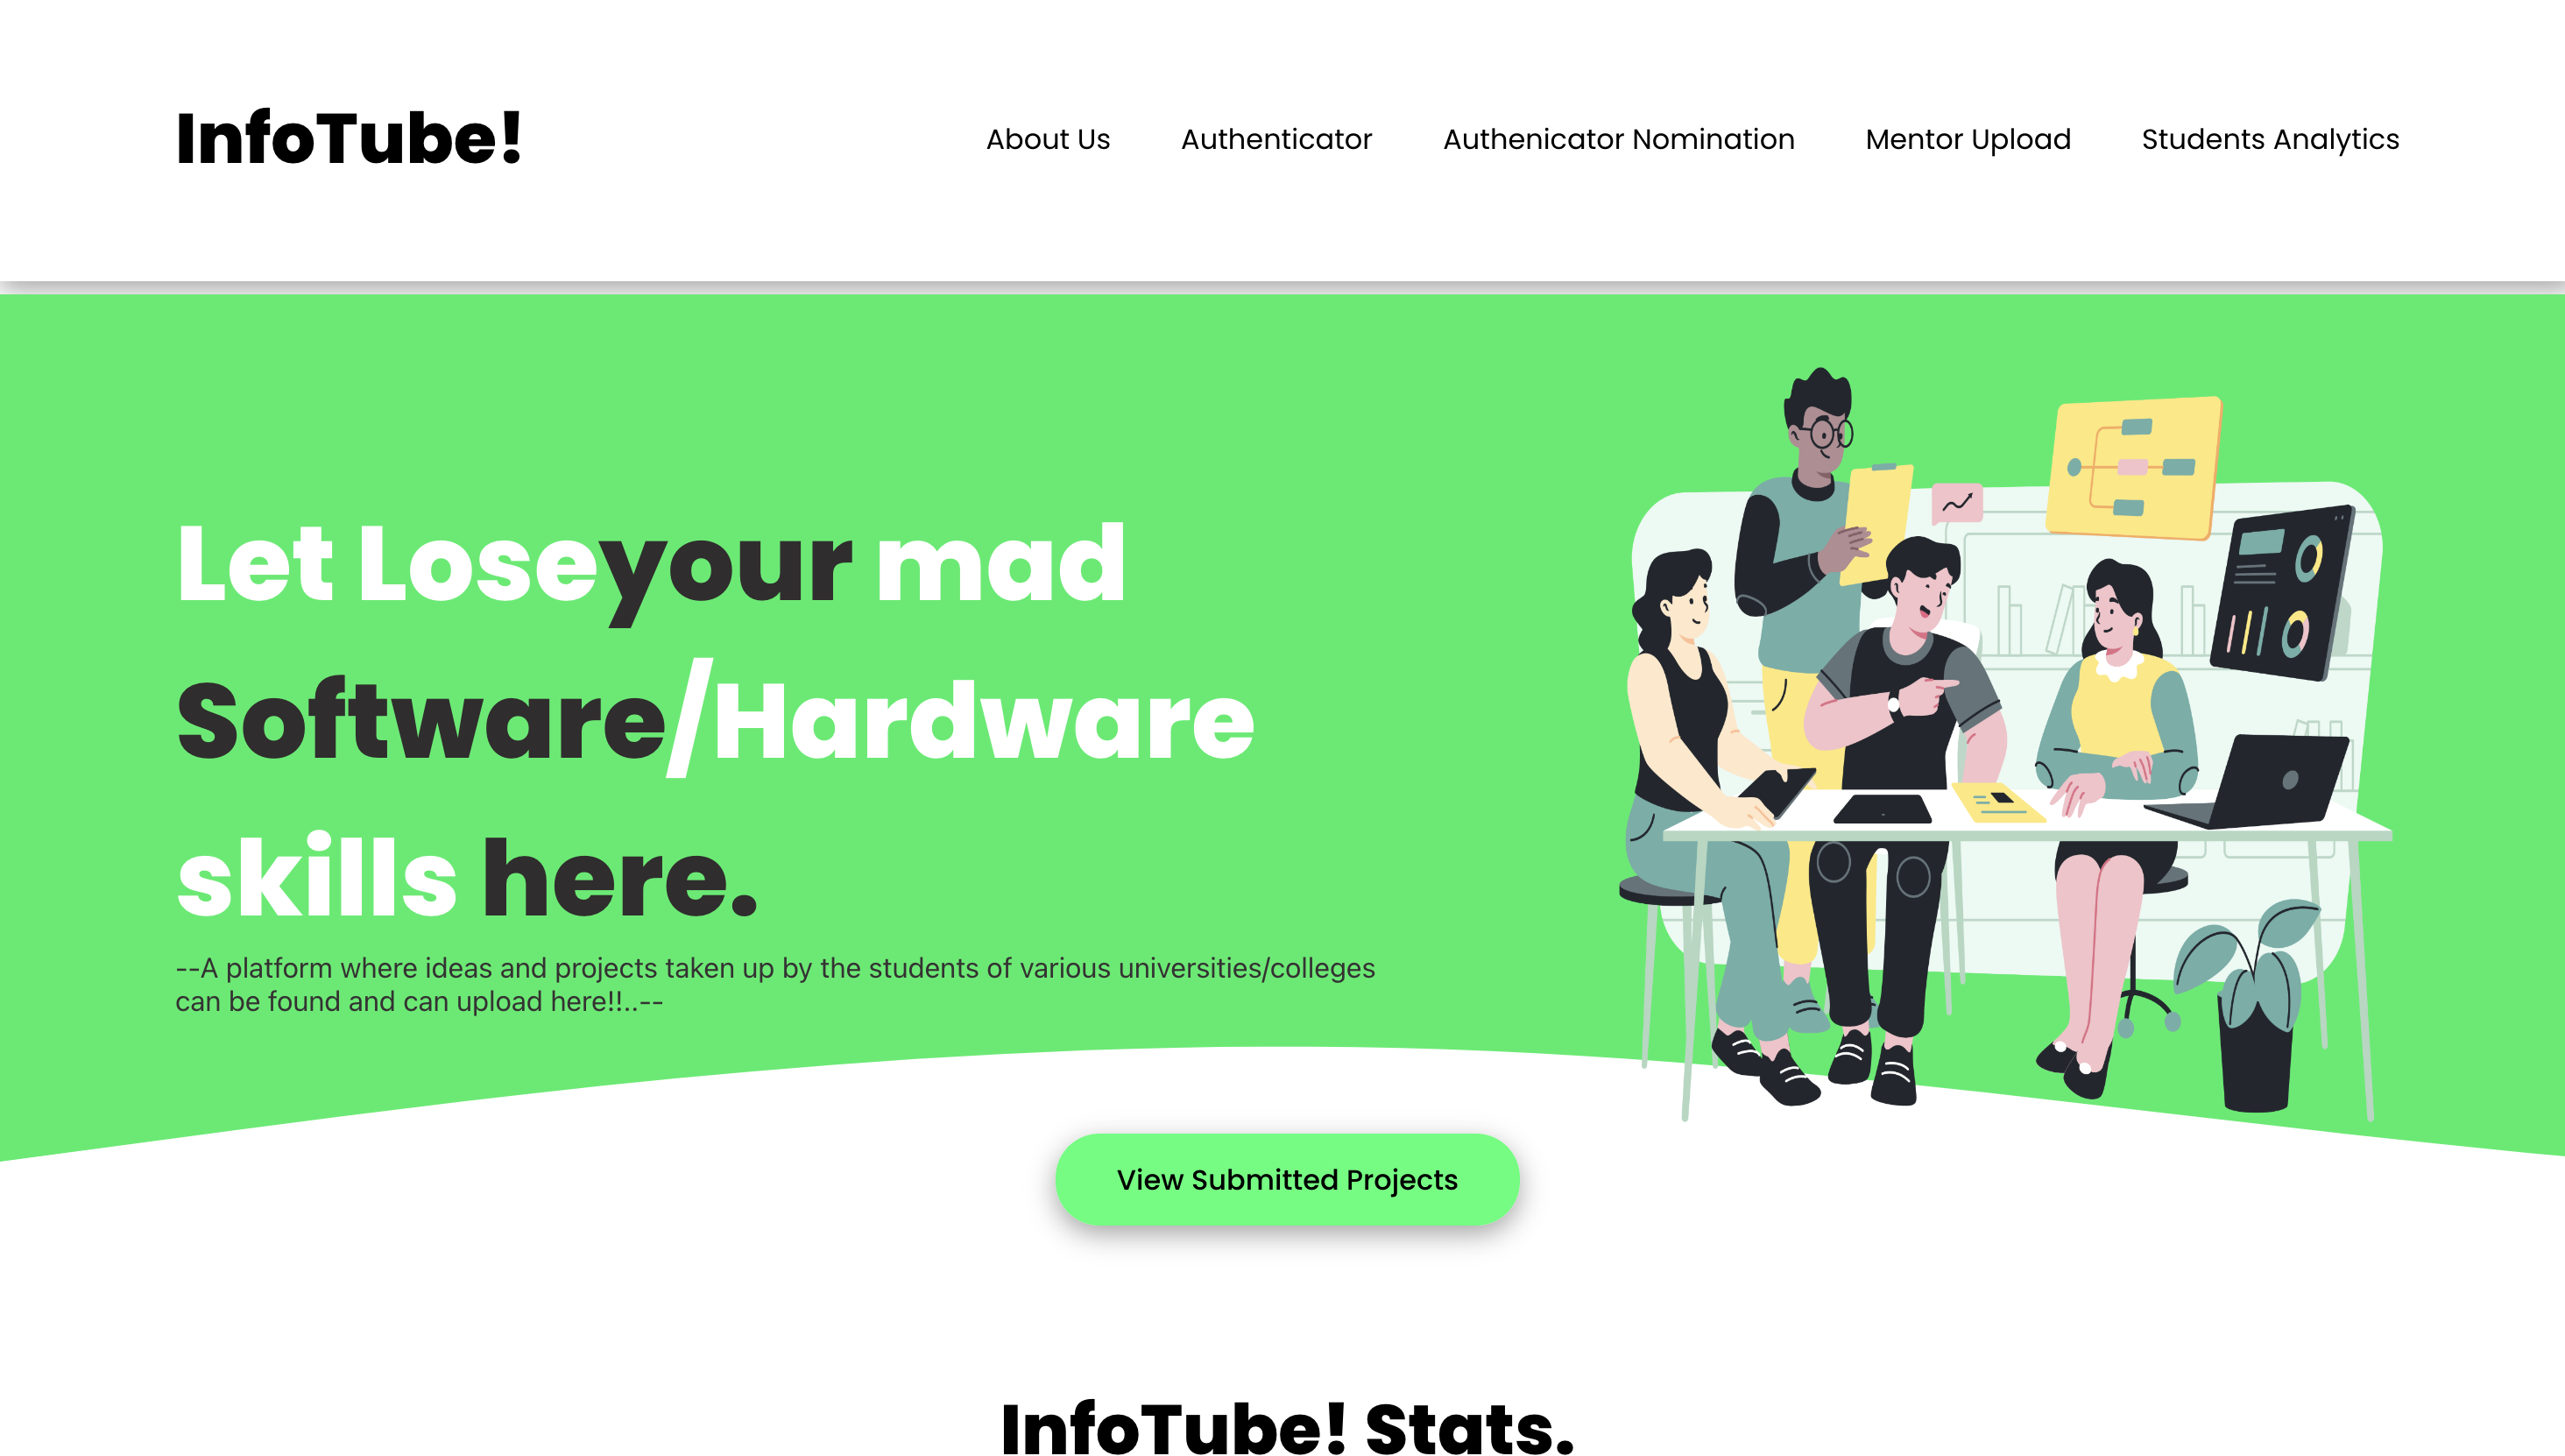 InfoTube!
About Us Authenticator Authenicator Nomination Mentor Upload Students Analytics
Let Loseyour mad
Software/Hardware
skills here.
--A platform where ideas and projects taken up by the students of various universities/colleges
can be found and can upload here!!..--
View Submitted Projects
InfoTube! Stats.